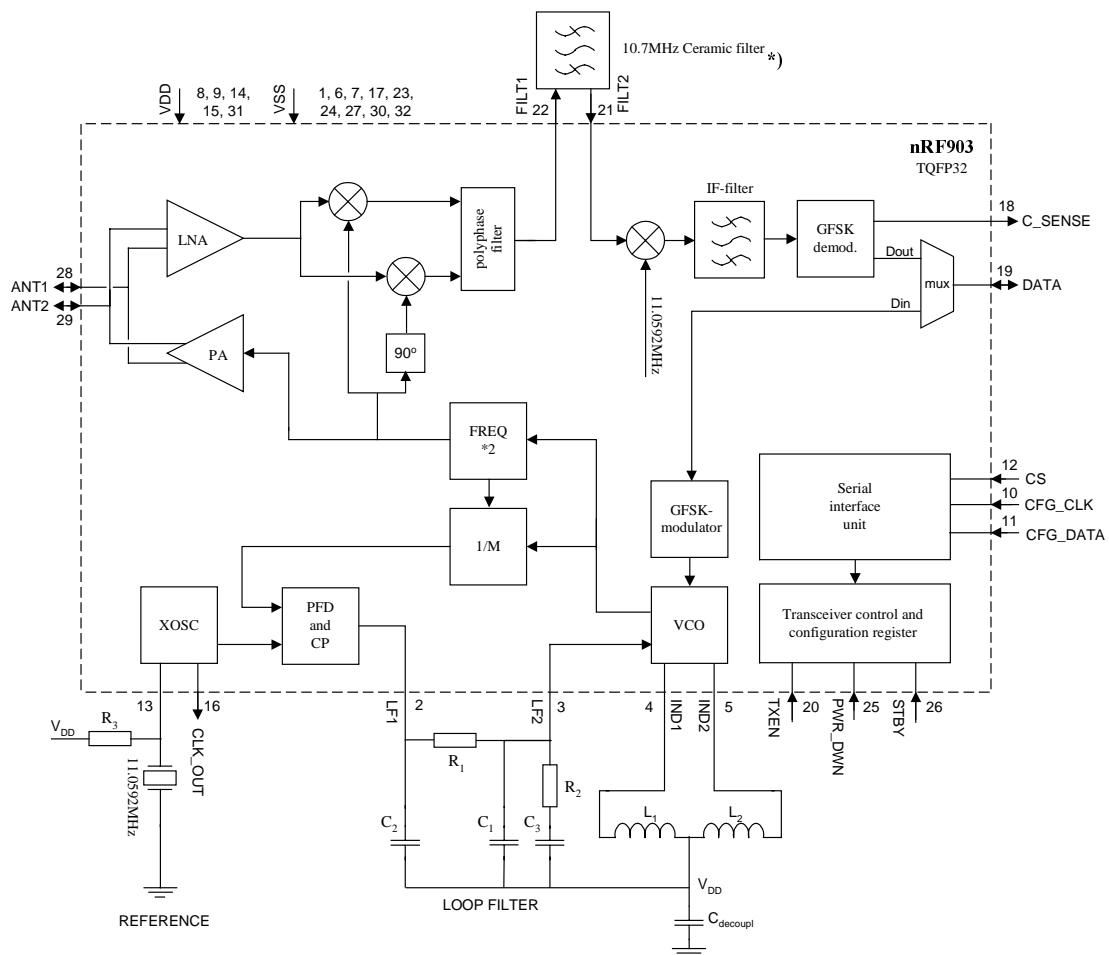 10.7MHz Ceramic filter *)
FILT1
22
21
FILT2
VDD
8, 9, 14,
15, 31
VSS
1, 6, 7, 17, 23,
24, 27, 30, 32
nRF903
TQFP32
LNA
polyphase
filter
IF-filter
GFSK
demod.
18
C_SENSE
Dout
mux
19
DATA
Din
11.0592MHz
28
ANT1
ANT2
29
PA
90°
FREQ
*2
1/M
GFSK-
modulator
Serial
interface
unit
12
CS
10
CFG_CLK
11
CFG_DATA
XOSC
PFD
and
CP
VCO
Transceiver control and
configuration register
13
16
CLK_OUT
LF1
2
LF2
3
4
IND1
IND2
5
TXEN
20
PWR_DWN
25
STBY
26
VDD
R3
11.0592MHz
R1
R2
C2
C1
C3
L1
L2
VDD
LOOP FILTER
REFERENCE
Cdecoupl